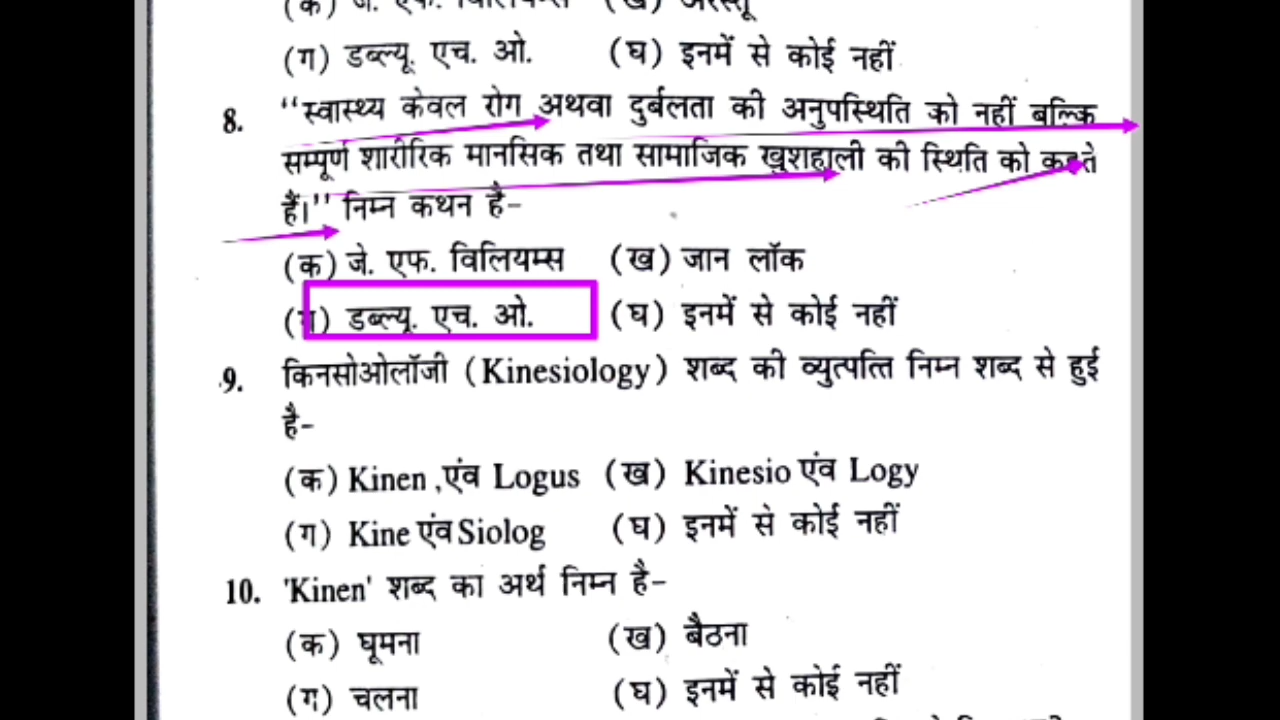 (ग) डब्ल्यू. एच. ओ. (घ) इनमें से कोई नहीं
8. ‘‘स्वास्थ्य केवल रोग अथवा दुर्बलता की अनुपस्थिति को नहीं बल्कि
सम्पूर्ण शारीरिक मानसिक तथा सामाजिक खुशहाली की स्थिति को कहते
हैं।’’ निम्न कथन है-
(क) जे. एफ. विलियम्स (ख) जान लॉक
(ग) डब्ल्यू. एच. ओ. (घ) इनमें से कोई नहीं
9. किनसोओलॉजी (Kinesiology) शब्द की व्युत्पत्ति निम्न शब्द से हुई
है-
(क) Kinen ,एंव Logus (ख) Kinesio एंव Logy
(ग) Kine एंव Siolog (घ) इनमें से कोई नहीं
10. 'Kinen' शब्द का अर्थ निम्न है-
(क) घूमना (ख) बैठना
(ग) चलना (घ) इनमें से कोई नहीं